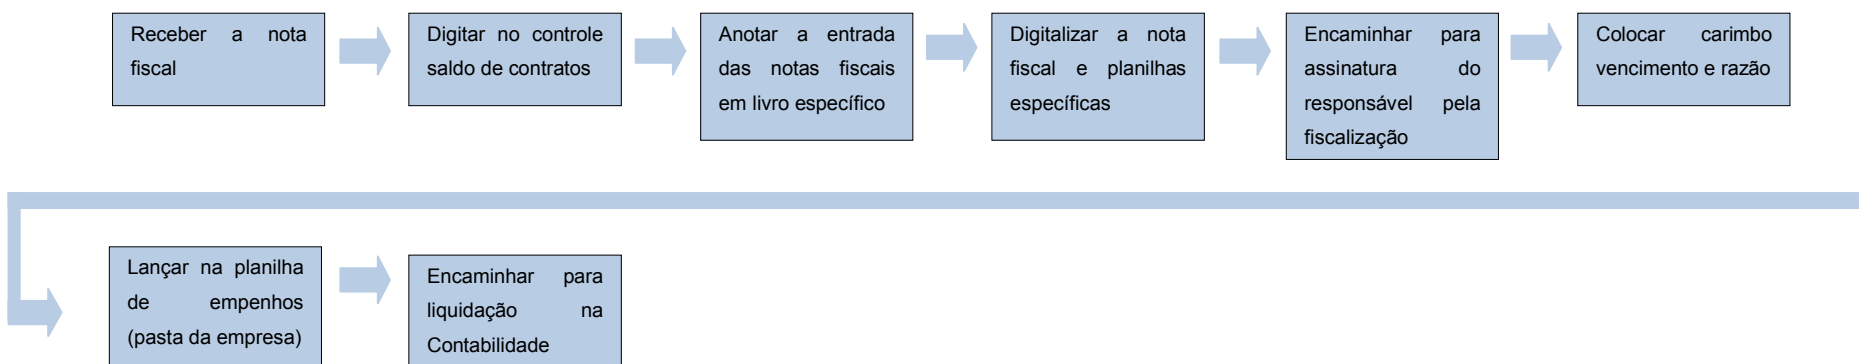 Receber a nota
fiscal
Digitar no controle
saldo de contratos
Anotar a entrada
das notas fiscais
em livro específico
Digitalizar a nota
fiscal e planilhas
específicas
Encaminhar para
assinatura do
responsável pela
fiscalização
Colocar carimbo
vencimento e razão
Lançar na planilha
de empenhos
(pasta da empresa)
Encaminhar para
liquidação na
Contabilidade